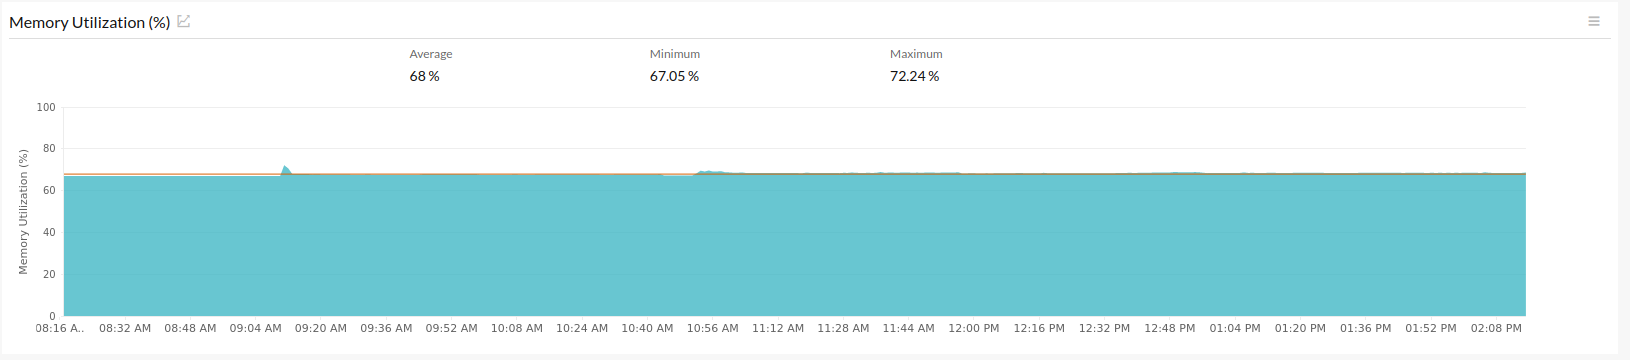 Memory Utilization (%)
Average Minimum Maximum
68 % 67.05 % 72.24 %
100
80
60
40
20
0
Memory Utilization (%)
08:16 A.. 08:32 AM 08:48 AM 09:04 AM 09:20 AM 09:36 AM 09:52 AM 10:08 AM 10:24 AM 10:40 AM 10:56 AM 11:12 AM 11:28 AM 11:44 AM 12:00 PM 12:16 PM 12:32 PM 12:48 PM 01:04 PM 01:20 PM 01:36 PM 01:52 PM 02:08 PM